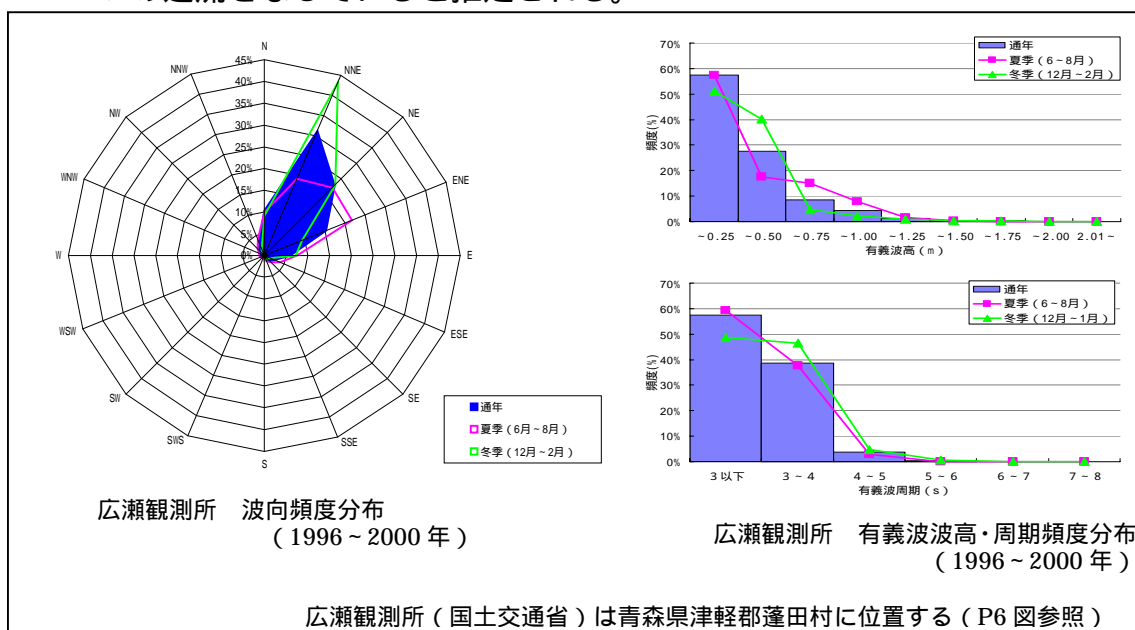 流をなしていると推定される。
N
NNE
NE
ENE
E
ESE
SE
SSE
S
SWS
SW
WSW
W
WNW
NW
NNW
45%
40%
35%
30%
25%
20%
15%
10%
5%
0%
通年
夏季(6月~8月)
冬季(12月~2月)
広瀬観測所 波向頻度分布
(1996~2000年)
頻度(%)
70%
60%
50%
40%
30%
20%
10%
0%
通年
夏季(6~8月)
冬季(12月~2月)
~0.25 ~0.50 ~0.75 ~1.00 ~1.25 ~1.50 ~1.75 ~2.00 2.01~
有義波高(m)
頻度(%)
70%
60%
50%
40%
30%
20%
10%
0%
通年
夏季(6~8月)
冬季(12月~1月)
3以下 3~4 4~5 5~6 6~7 7~8
有義波周期(s)
広瀬観測所 有義波波高・周期頻度分布
(1996~2000年)
広瀬観測所(国土交通省)は青森県津軽郡蓬田村に位置する(P6図参照)